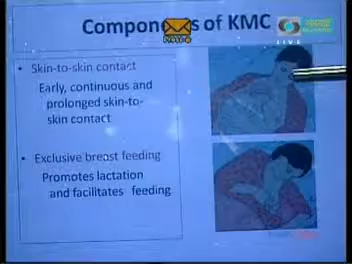 Components of KMC
LIVE
• Skin-to-skin contact
Early, continuous and
prolonged skin-to-
skin contact
• Exclusive breast feeding
Promotes lactation
and facilitates feeding